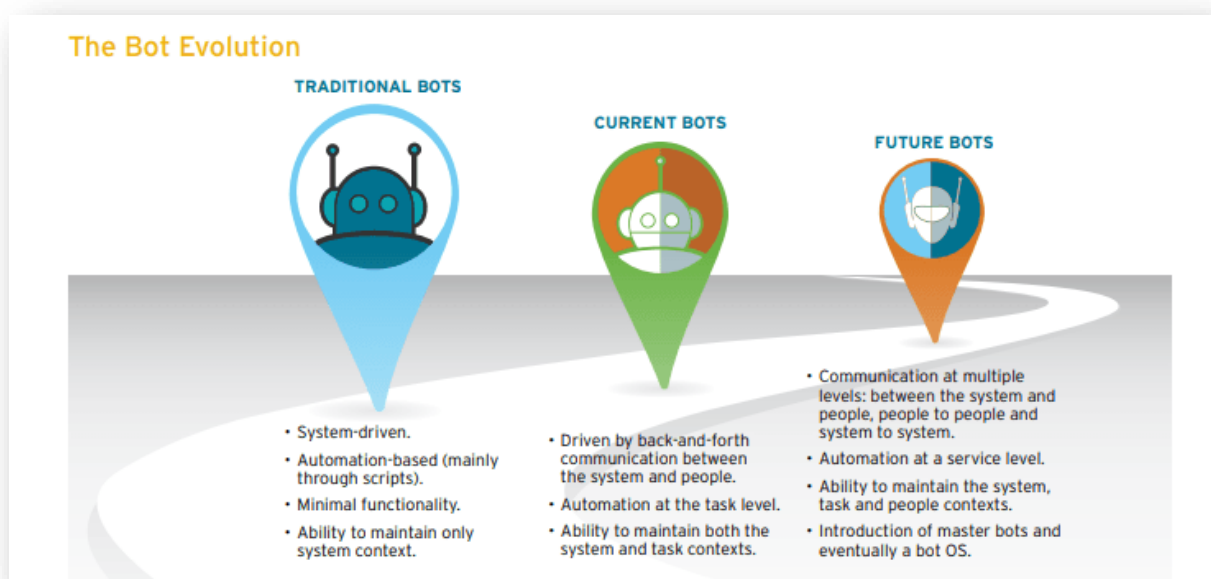 The Bot Evolution
TRADITIONAL BOTS
• System-driven.
• Automation-based (mainly
through scripts).
• Minimal functionality.
• Ability to maintain only
system context.
CURRENT BOTS
• Driven by back-and-forth
communication between
the system and people.
• Automation at the task level.
• Ability to maintain both the
system and task contexts.
FUTURE BOTS
• Communication at multiple
levels: between the system and
people, people to people and
system to system.
• Automation at a service level.
• Ability to maintain the system,
task and people contexts.
• Introduction of master bots and
eventually a bot OS.